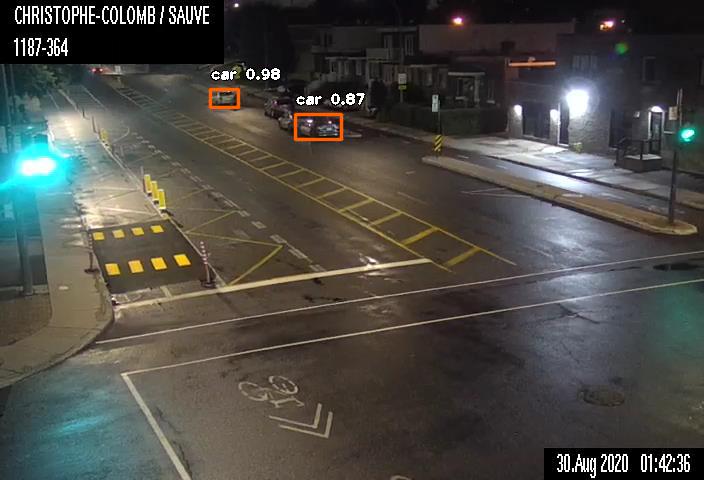 CHRISTOPHE-COLOMB / SAUVE
1187-364
car 0.98
car 0.87
30.Aug 2020 01:42:36